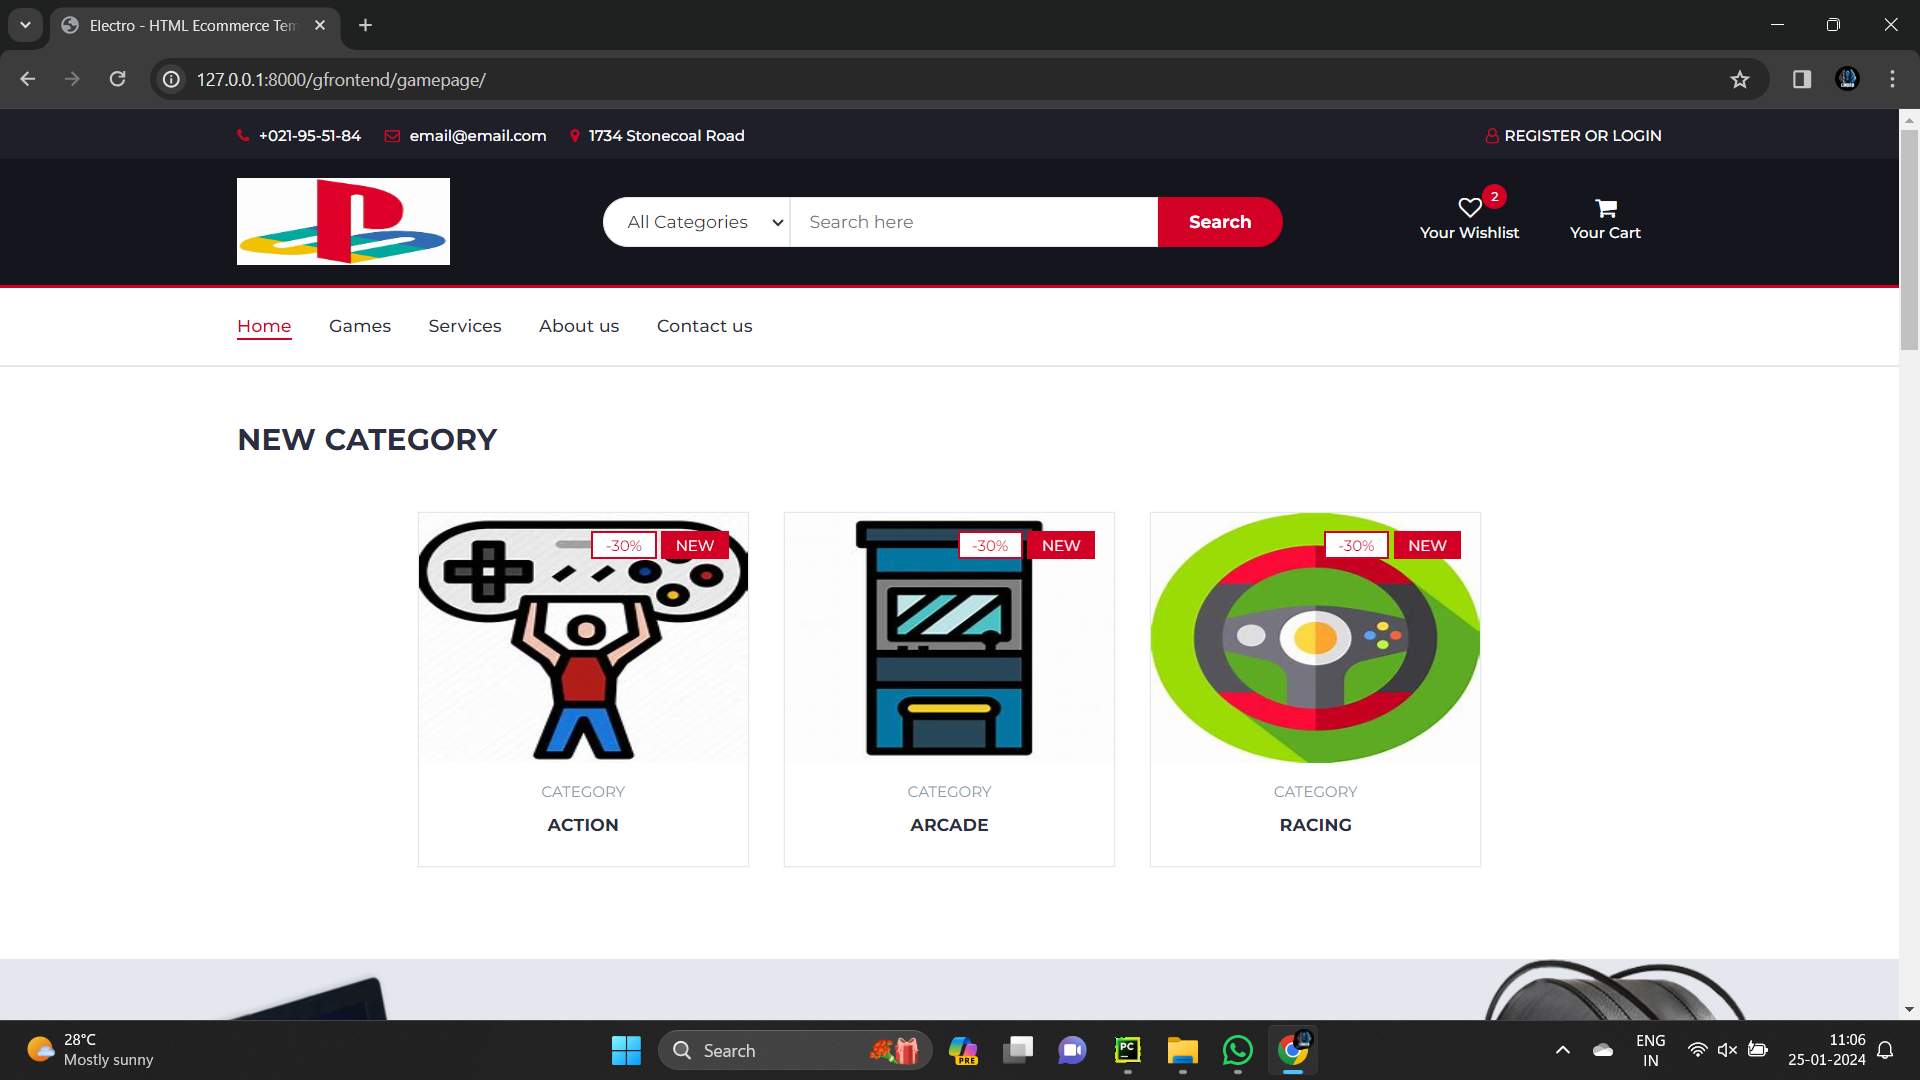 Electro - HTML Ecommerce Tem
127.0.0.1:8000/gfrontend/gamepage/
+021-95-51-84 email@email.com 1734 Stonecoal Road REGISTER OR LOGIN
All Categories Search here Search 2 Your Wishlist Your Cart
Home Games Services About us Contact us
NEW CATEGORY
-30% NEW -30% NEW -30% NEW
CATEGORY CATEGORY CATEGORY
ACTION ARCADE RACING
28°C
Mostly sunny
Search
PRE
PC
ENG
IN
11:06
25-01-2024